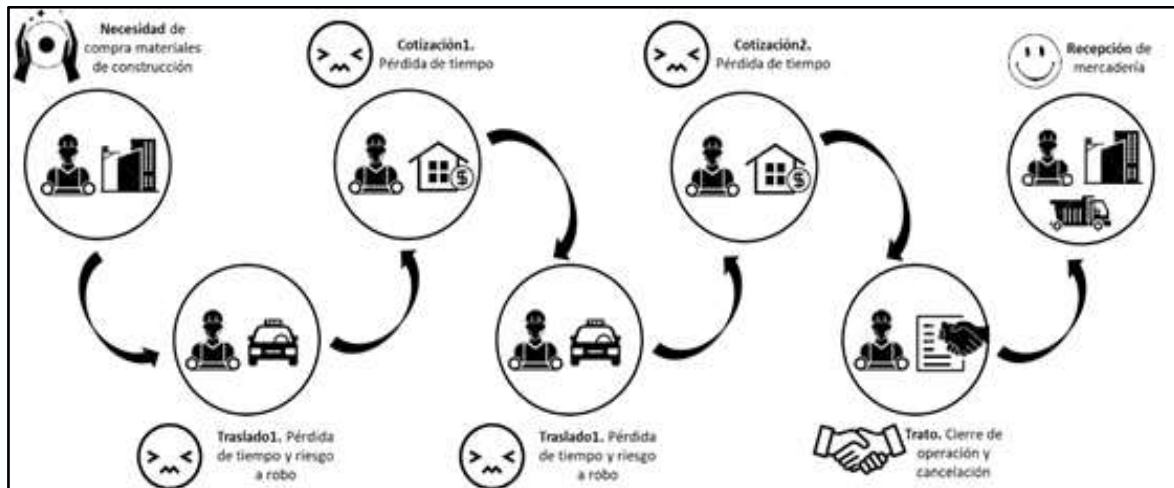 Necesidad de
compra materiales
de construcción
Cotización1.
Pérdida de tiempo
Cotización2.
Pérdida de tiempo
Recepción de
mercadería
$
$
Traslado1. Pérdida
de tiempo y riesgo
a robo
Traslado1. Pérdida
de tiempo y riesgo
a robo
Trato. Cierre de
operación y
cancelación